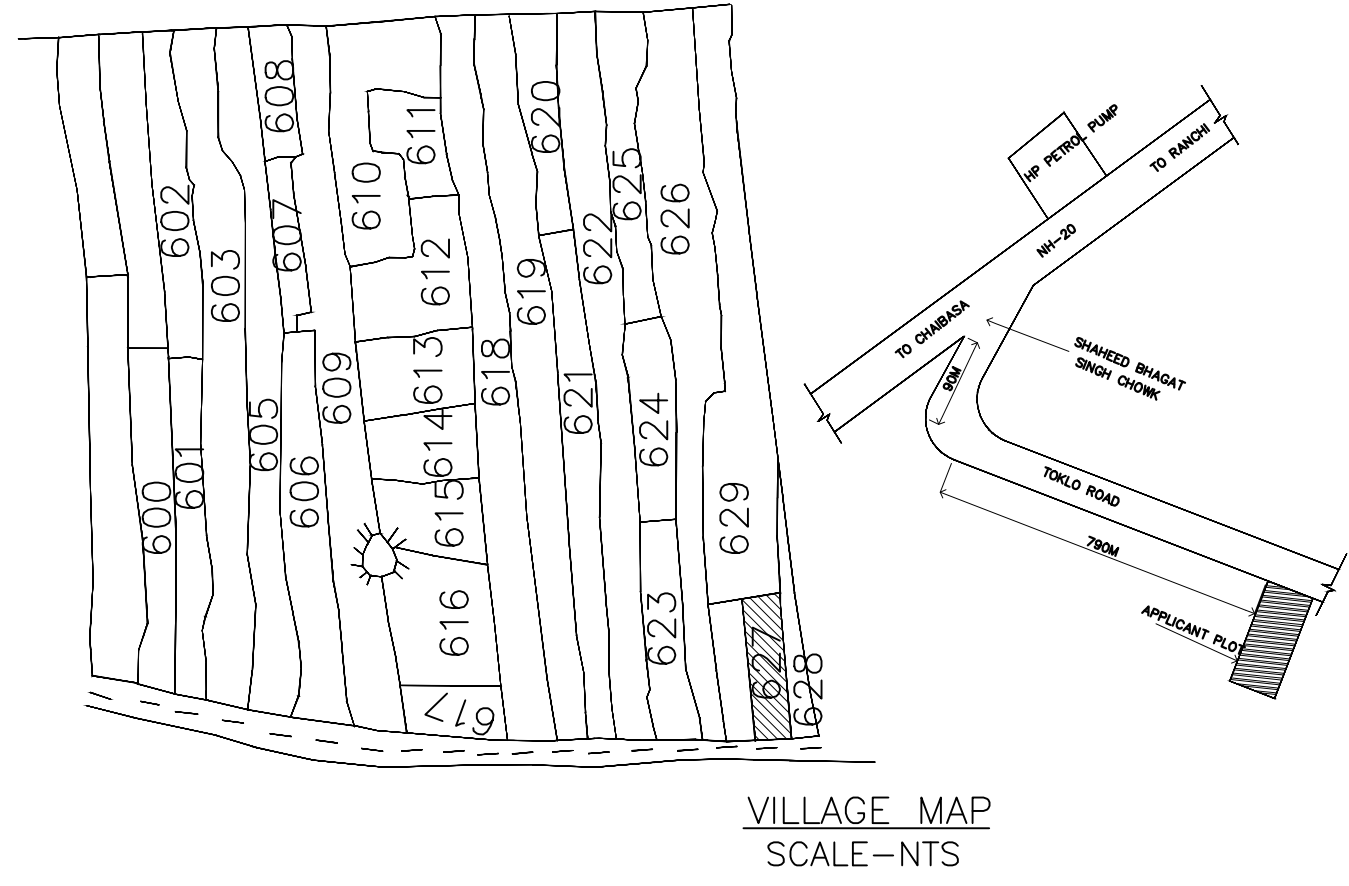 600
601
602
603
605
606
607
608
609
610
611
612
613
614
615
616
617
618
619
620
621
622
623
624
625
626
627
628
629
HP PETROL PUMP
TO RANCHI
NH-20
TO CHAIBASA
SHAHEED BHAGAT
SINGH CHOWK
90M
TOKLO ROAD
790M
APPLICANT PLOT
VILLAGE MAP
SCALE-NTS